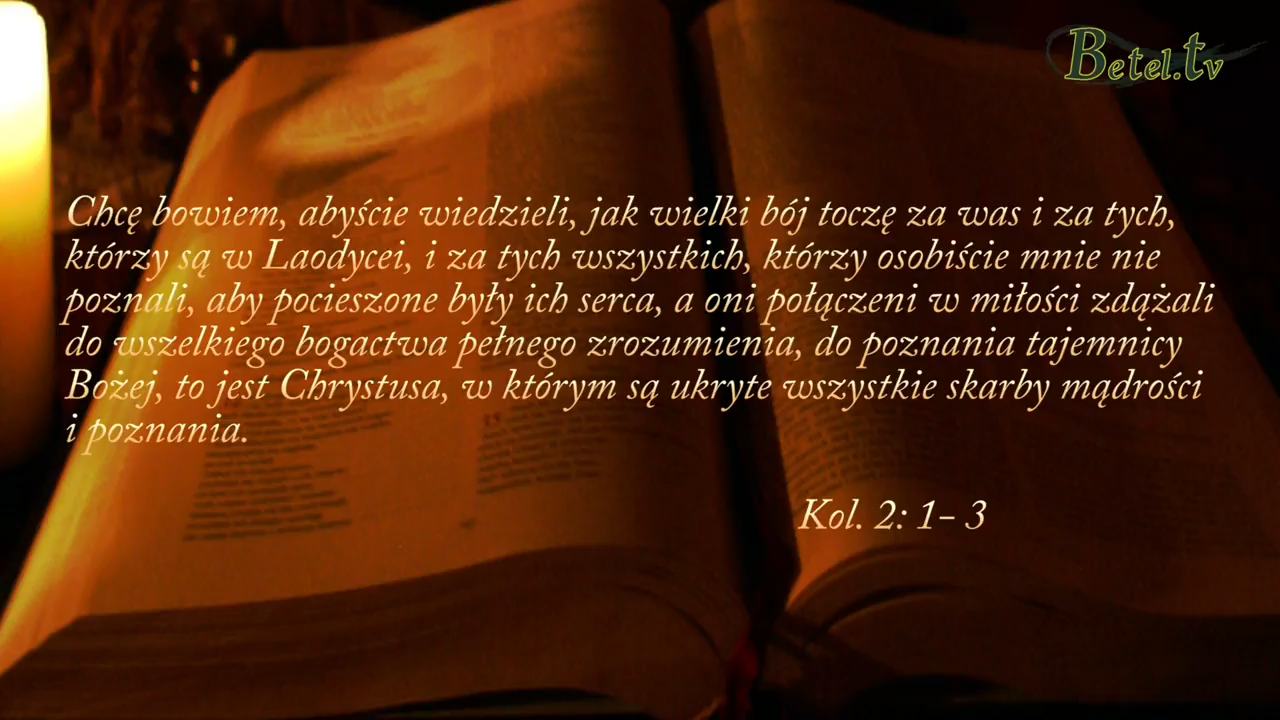 Betel.tv
Chcę bowiem, abyście wiedzieli, jak wielki bój toczę za was i za tych,
którzy są w Laodycei, i za tych wszystkich, którzy osobiście mnie nie
poznali, aby pocieszone były ich serca, a oni połączeni w miłości zdążali
do wszelkiego bogactwa pełnego zrozumienia, do poznania tajemnicy
Bożej, to jest Chrystusa, w którym są ukryte wszystkie skarby mądrości
i poznania.
Kol. 2: 1– 3